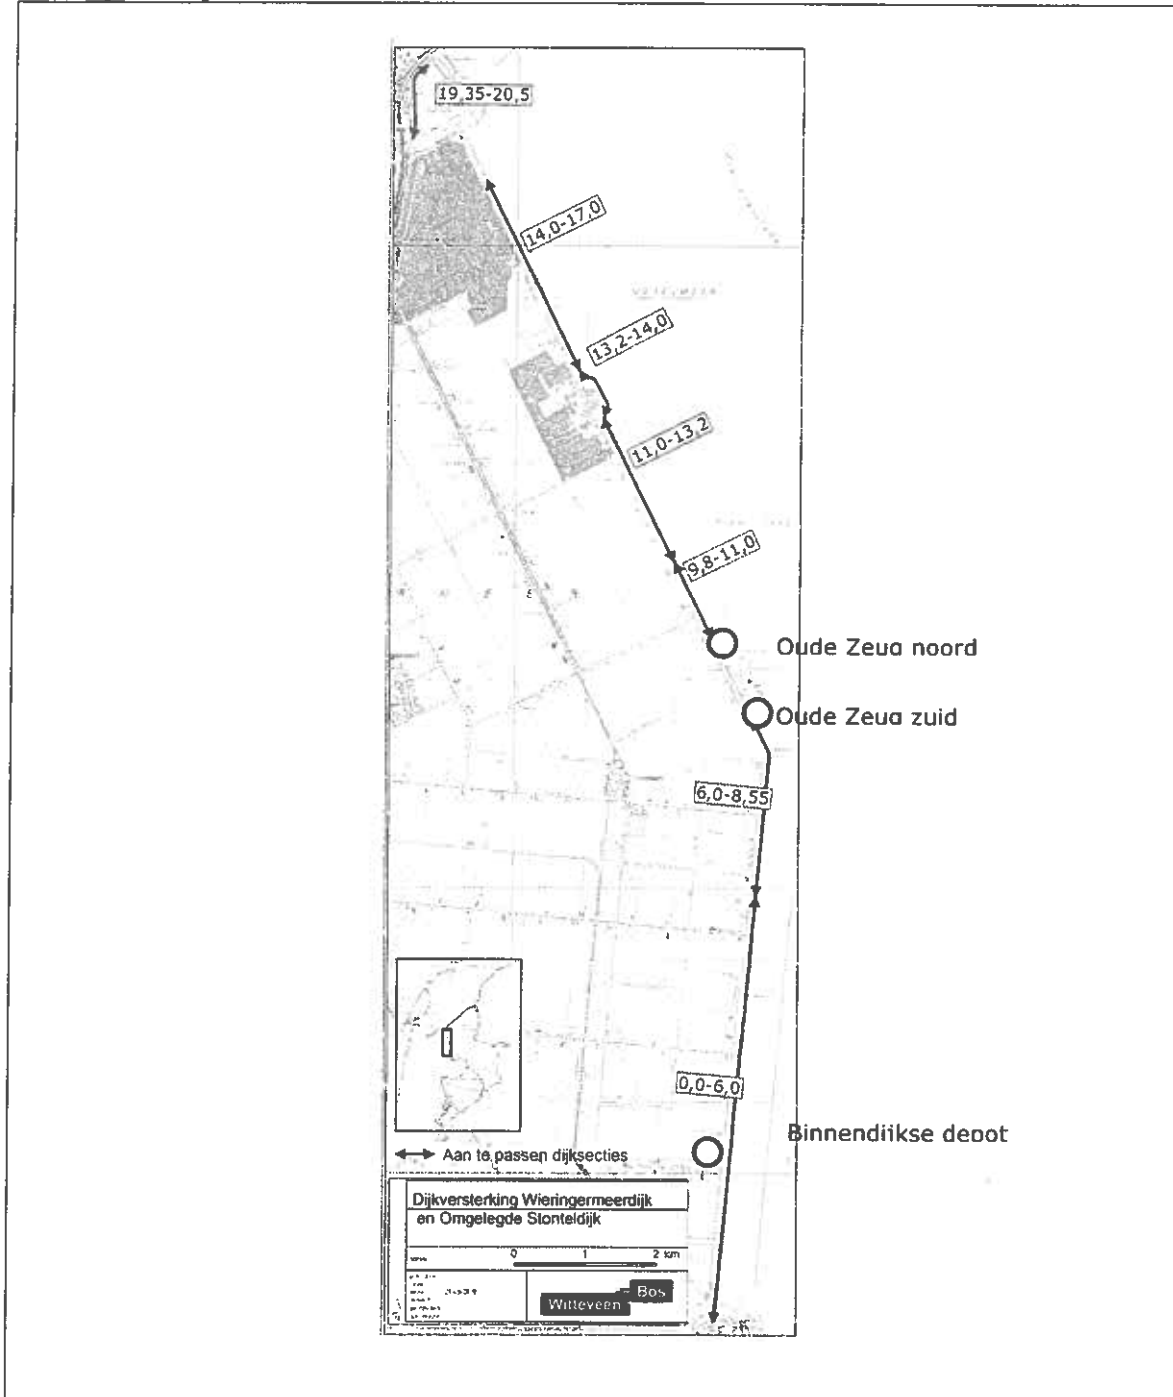 19,35-20,5
14,0-17,0
13,2-14,0
11,0-13,2
9,8-11,0
Oude Zeug noord
Oude Zeug zuid
6,0-8,55
0,0-6,0
Binnendijkse depot
Aan te passen dijksecties
Dijkversterking Wieringermeerdijk
en Omgelegde Stonteldijk
0 1 2 km
Witteveen
Bos